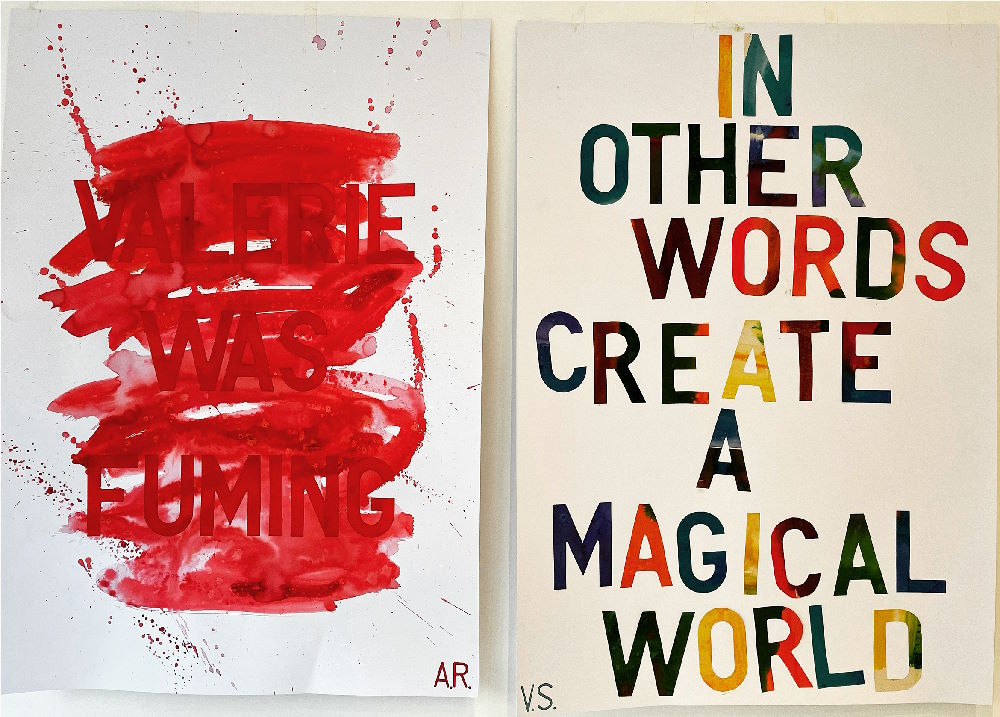 VALERIE
WAS
FUMING
A.R.
IN
OTHER
WORDS
CREATE
A
MAGICAL
WORLD
V.S.